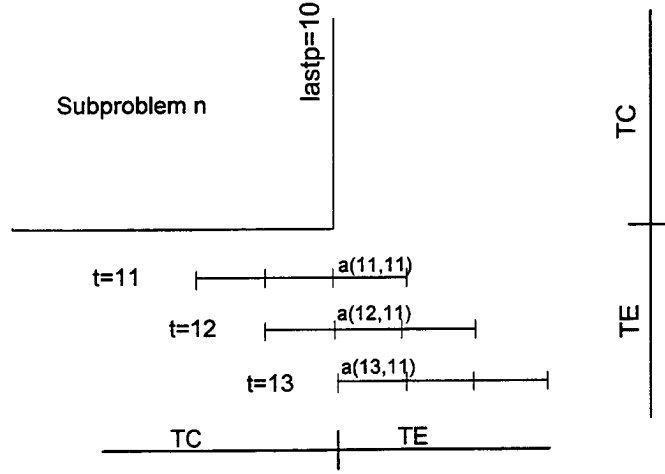 lastp=10
Subproblem n
TC
t=11
a(11,11)
t=12
a(12,11)
TE
t=13
a(13,11)
TC
TE